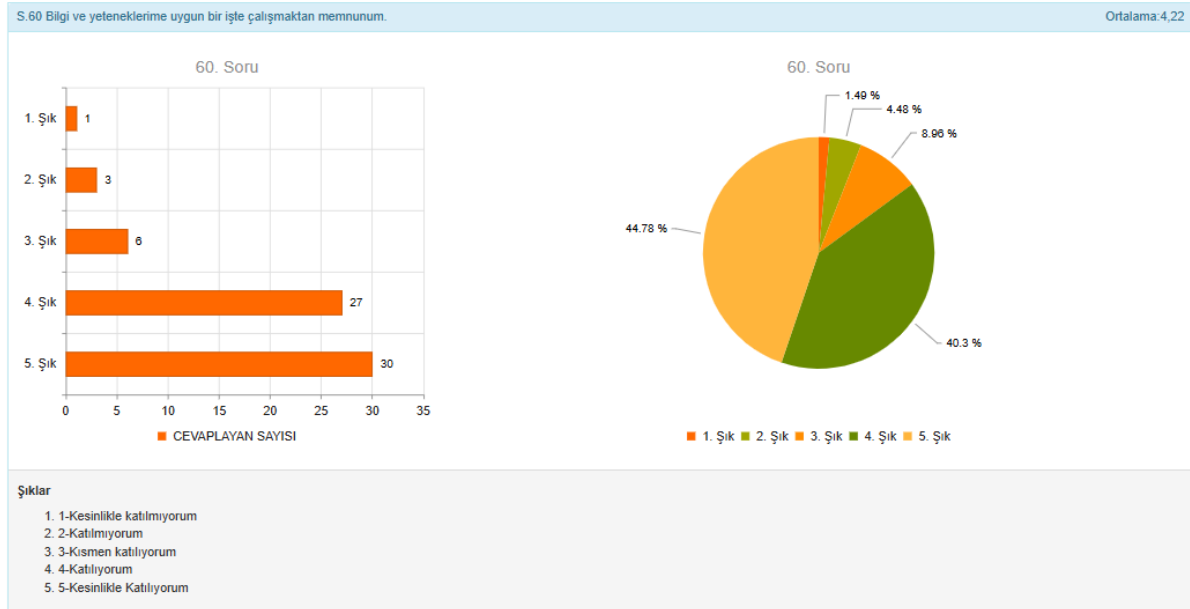 S.60 Bilgi ve yeteneklerime uygun bir işte çalışmaktan memnunum. Ortalama:4,22
60. Soru
1. Şık 1
2. Şık 3
3. Şık 6
4. Şık 27
5. Şık 30
0 5 10 15 20 25 30 35
CEVAPLAYAN SAYISI
60. Soru
1.49 %
4.48 %
8.96 %
44.78 %
40.3 %
1. Şık 2. Şık 3. Şık 4. Şık 5. Şık
Şıklar
1. 1-Kesinlikle katılmıyorum
2. 2-Katılmıyorum
3. 3-Kısmen katılıyorum
4. 4-Katılıyorum
5. 5-Kesinlikle Katılıyorum